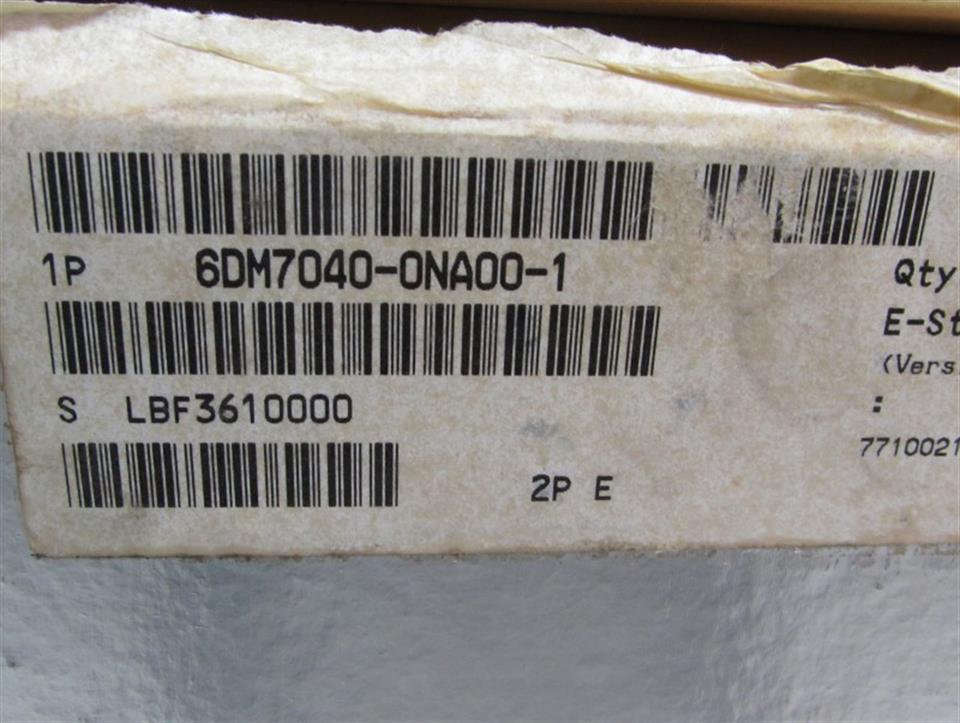 1P 6DM7040-0NA00-1 Qty
E-St
(Vers.
S LBF3610000 :
7710021
2P E